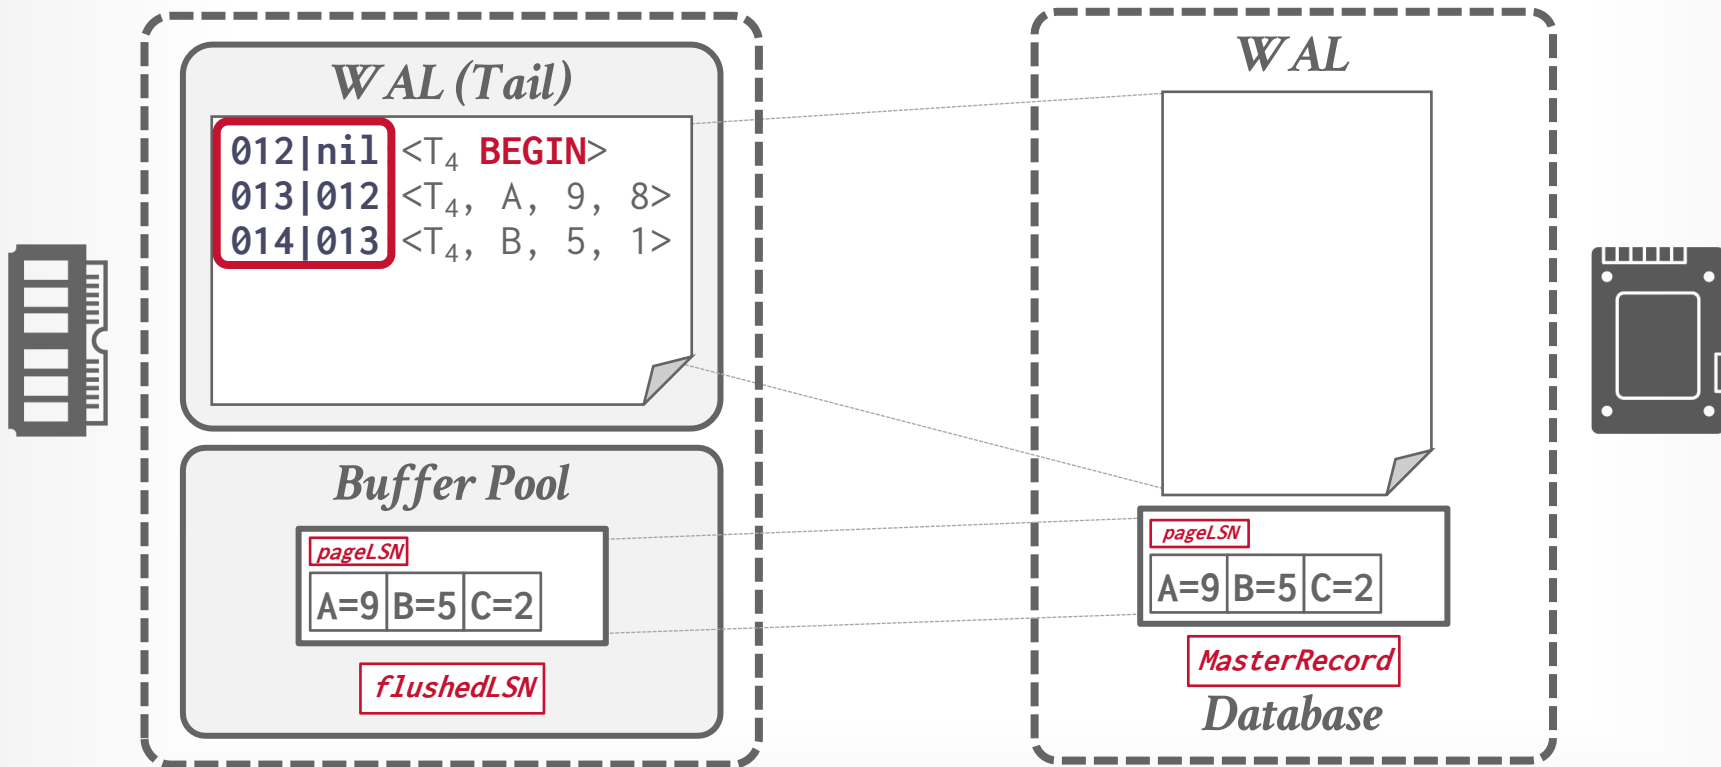 WAL (Tail)
012|nil <T4 BEGIN>
013|012 <T4, A, 9, 8>
014|013 <T4, B, 5, 1>
Buffer Pool
pageLSN
A=9 B=5 C=2
flushedLSN
WAL
pageLSN
A=9 B=5 C=2
MasterRecord
Database